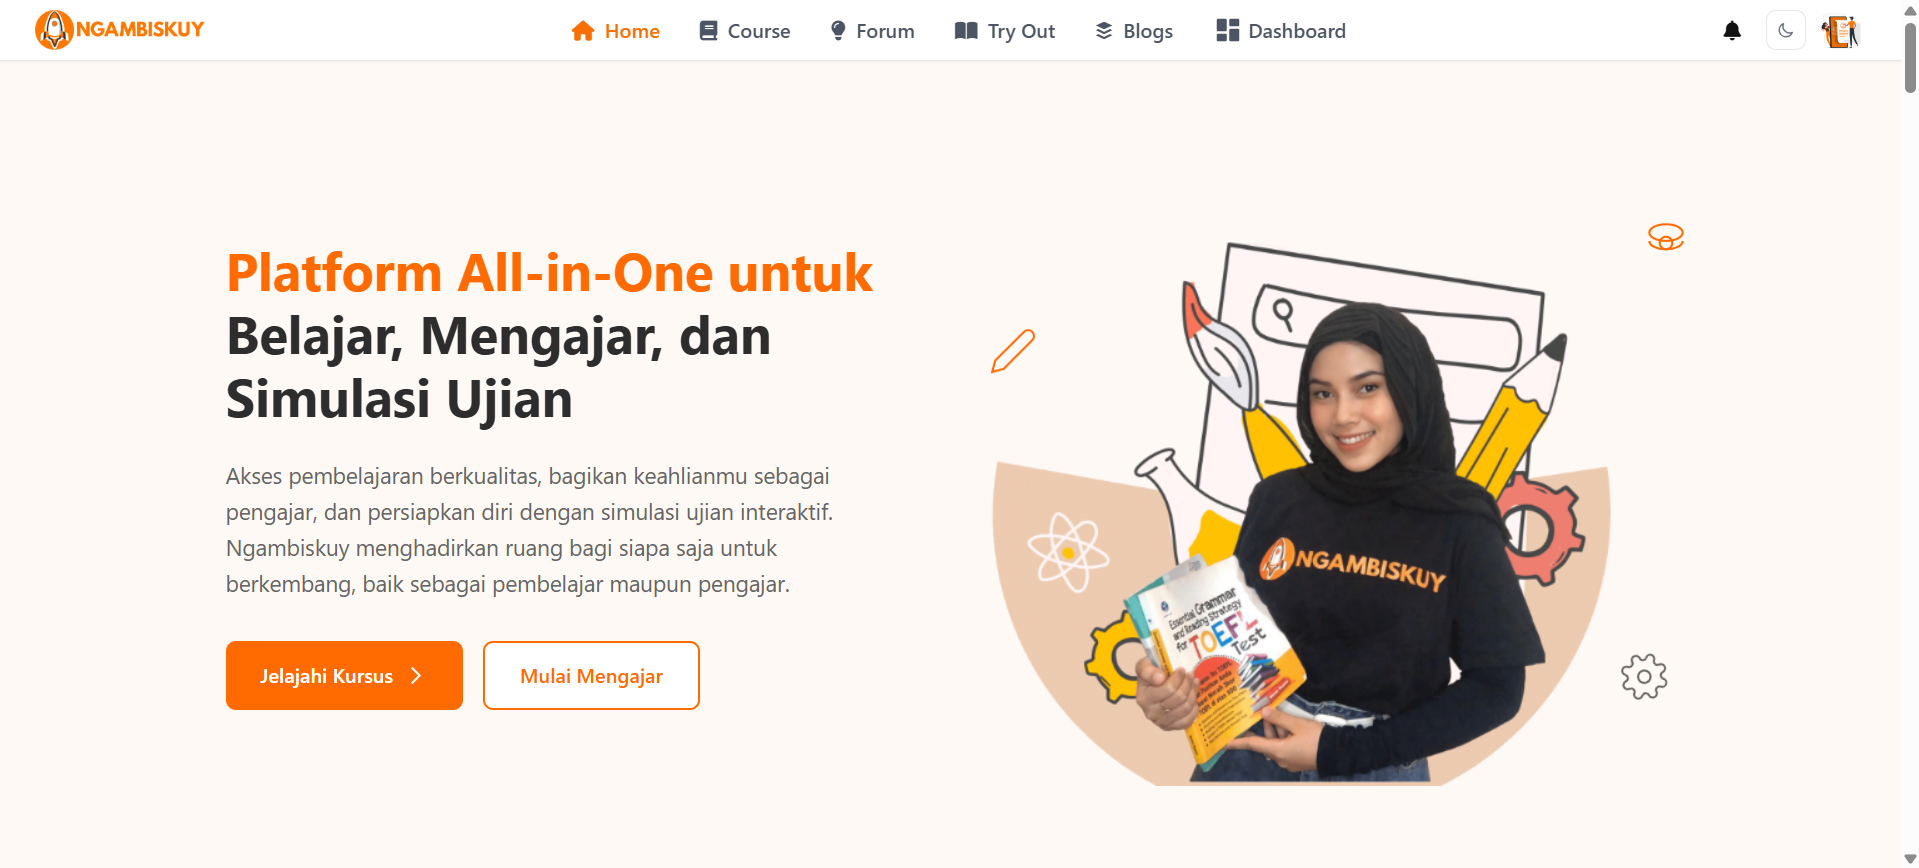 NGAMBISKUY
Home
Course
Forum
Try Out
Blogs
Dashboard
Platform All-in-One untuk
Belajar, Mengajar, dan
Simulasi Ujian
Akses pembelajaran berkualitas, bagikan keahlianmu sebagai
pengajar, dan persiapkan diri dengan simulasi ujian interaktif.
Ngambiskuy menghadirkan ruang bagi siapa saja untuk
berkembang, baik sebagai pembelajar maupun pengajar.
Jelajahi Kursus
Mulai Mengajar
NGAMBISKUY
Essential Grammar
and Reading Strategy
for TOEFL
Test